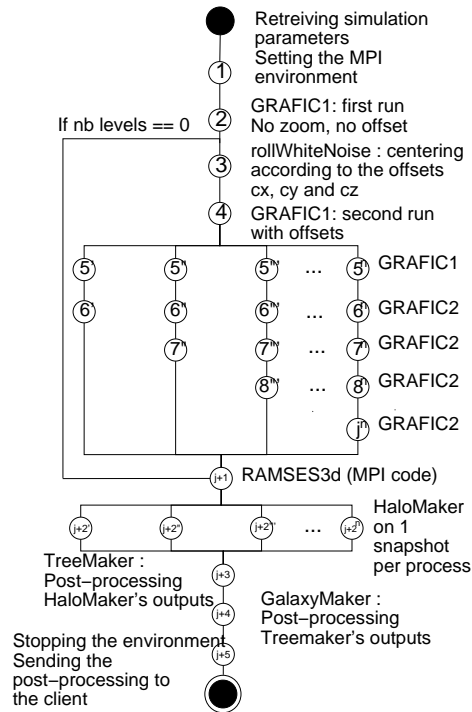 Retreiving simulation
parameters
Setting the MPI
environment
1
GRAFIC1: first run
No zoom, no offset
2
If nb levels == 0
rollWhiteNoise : centering
according to the offsets
cx, cy and cz
3
4
GRAFIC1: second run
with offsets
5' 5'' 5''' ... 5n GRAFIC1
6' 6'' 6''' ... 6n GRAFIC2
7'' 7''' ... 7n GRAFIC2
8''' ... 8n GRAFIC2
jn GRAFIC2
j+1 RAMSES3d (MPI code)
HaloMaker
on 1
snapshot
per process
j+2' j+2'' j+2''' ... j+2n
TreeMaker :
Post−processing
HaloMaker's outputs
j+3
j+4
GalaxyMaker :
Post−processing
Treemaker's outputs
j+5
Stopping the environment
Sending the
post−processing to
the client